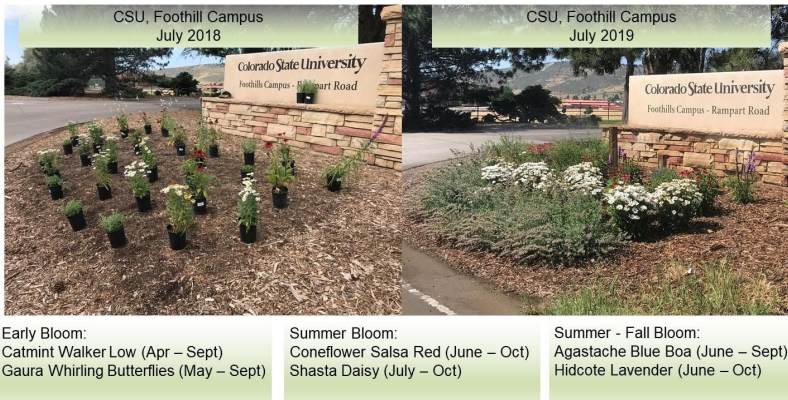 CSU, Foothill Campus
July 2018
CSU, Foothill Campus
July 2019
Colorado State University
Foothills Campus - Rampart Road
Colorado State University
Foothills Campus - Rampart Road
Early Bloom:
Catmint Walker Low (Apr – Sept)
Gaura Whirling Butterflies (May – Sept)
Summer Bloom:
Coneflower Salsa Red (June – Oct)
Shasta Daisy (July – Oct)
Summer - Fall Bloom:
Agastache Blue Boa (June – Sept)
Hidcote Lavender (June – Oct)